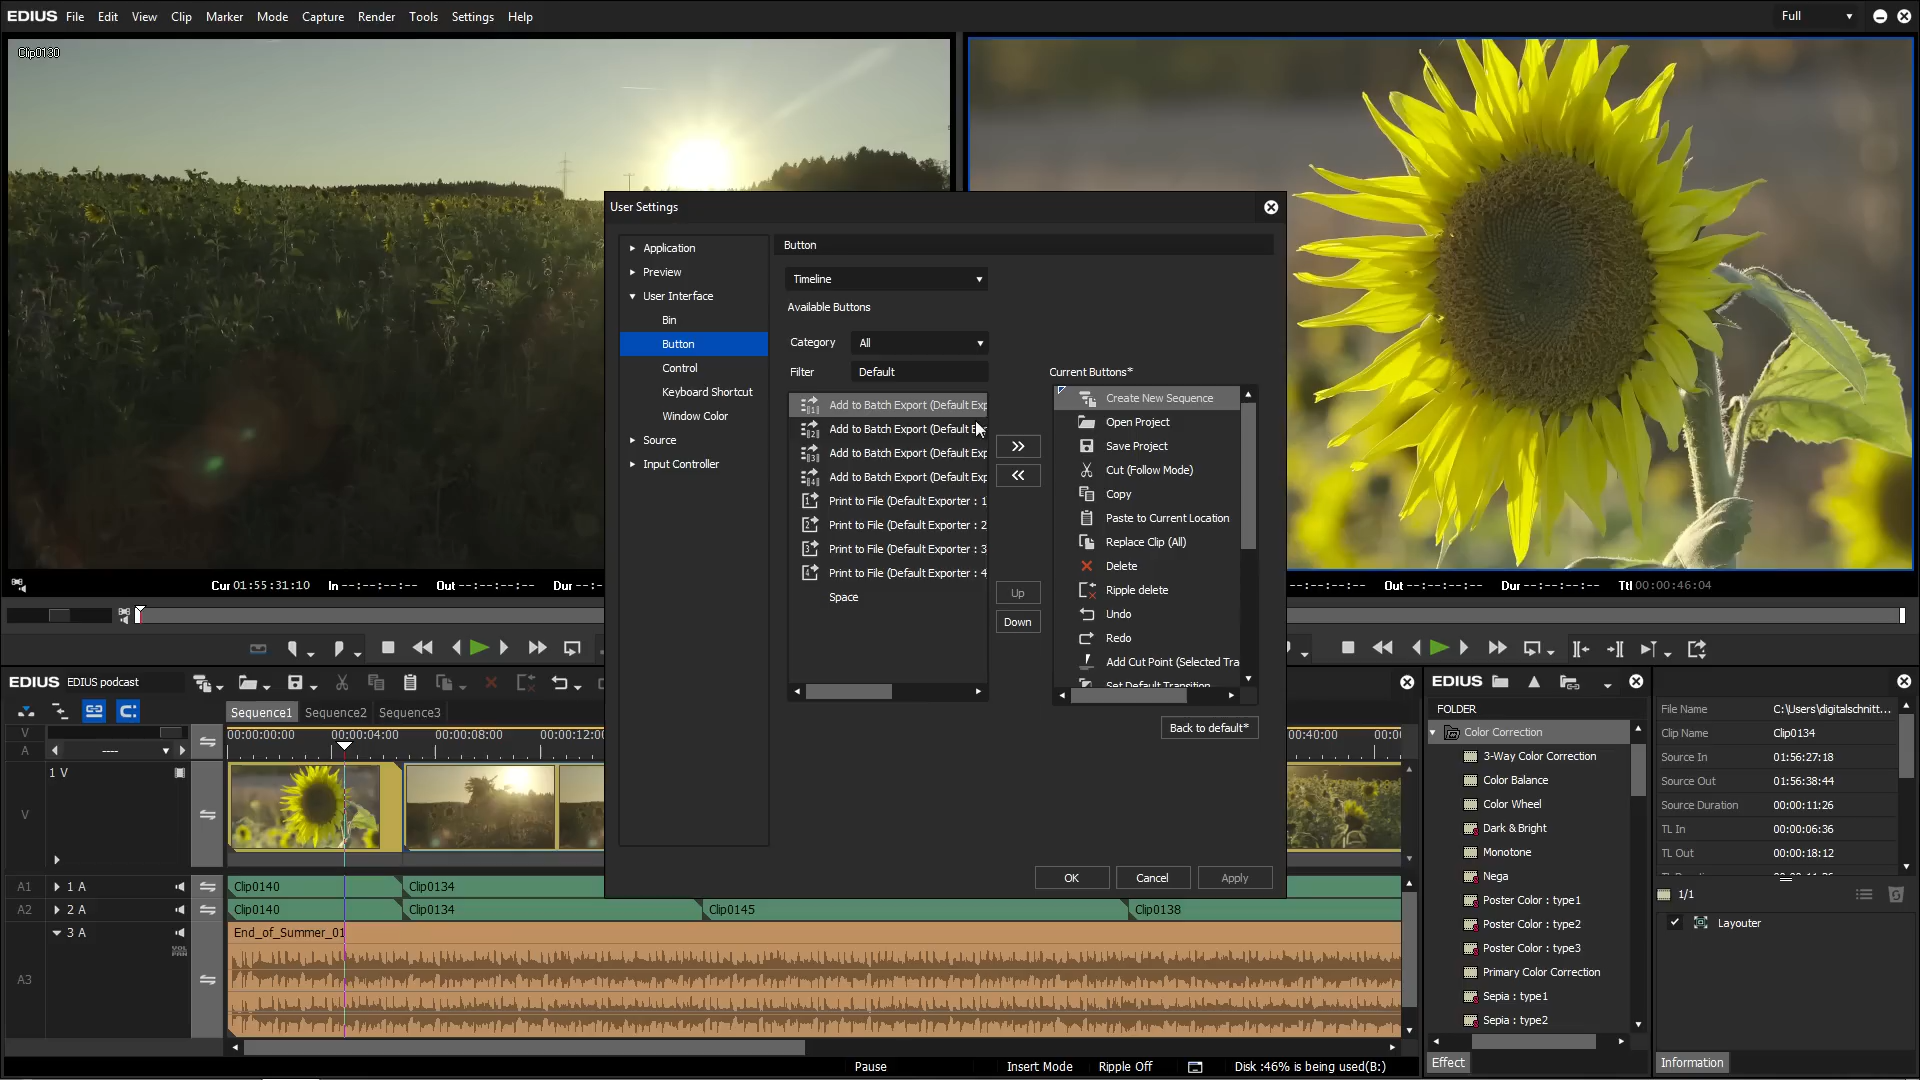 EDIUS File Edit View Clip Marker Mode Capture Render Tools Settings Help Full
Clip0130
Cur 01:55:31:10 In --:--:--:-- Out --:--:--:-- Dur --:--
--:--:--:-- Out --:--:--:-- Dur --:--:--:-- Ttl 00:00:46:04
User Settings
Application
Preview
User Interface
Bin
Button
Control
Keyboard Shortcut
Window Color
Source
Input Controller
Button
Timeline
Available Buttons
Category All
Filter Default
Add to Batch Export (Default Exp
Add to Batch Export (Default E
Add to Batch Export (Default Exp
Add to Batch Export (Default Exp
Print to File (Default Exporter : 1
Print to File (Default Exporter : 2
Print to File (Default Exporter : 3
Print to File (Default Exporter : 4
Space
Up
Down
Current Buttons*
Create New Sequence
Open Project
Save Project
Cut (Follow Mode)
Copy
Paste to Current Location
Replace Clip (All)
Delete
Ripple delete
Undo
Redo
Add Cut Point (Selected Tra
Set Default Transition
Back to default*
OK Cancel Apply
EDIUS EDIUS podcast
Sequence1 Sequence2 Sequence3
V
A ----
00:00:00:00 00:00:04:00 00:00:08:00 00:00:12:0 00:40:00 00:0
1 V
V
A1 1 A Clip0140 Clip0134
A2 2 A Clip0140 Clip0134 Clip0145 Clip0138
3 A End_of_Summer_01
VOL
PAN
A3
Pause Insert Mode Ripple Off Disk :46% is being used(B:)
EDIUS
FOLDER
Color Correction
3-Way Color Correction
Color Balance
Color Wheel
Dark & Bright
Monotone
Nega
Poster Color : type1
Poster Color : type2
Poster Color : type3
Primary Color Correction
Sepia : type1
Sepia : type2
Effect
File Name C:\Users\digitalschnitt...
Clip Name Clip0134
Source In 01:56:27:18
Source Out 01:56:38:44
Source Duration 00:00:11:26
TL In 00:00:06:36
TL Out 00:00:18:12
TL Duration 00:00:11:26
1/1
Layouter
Information